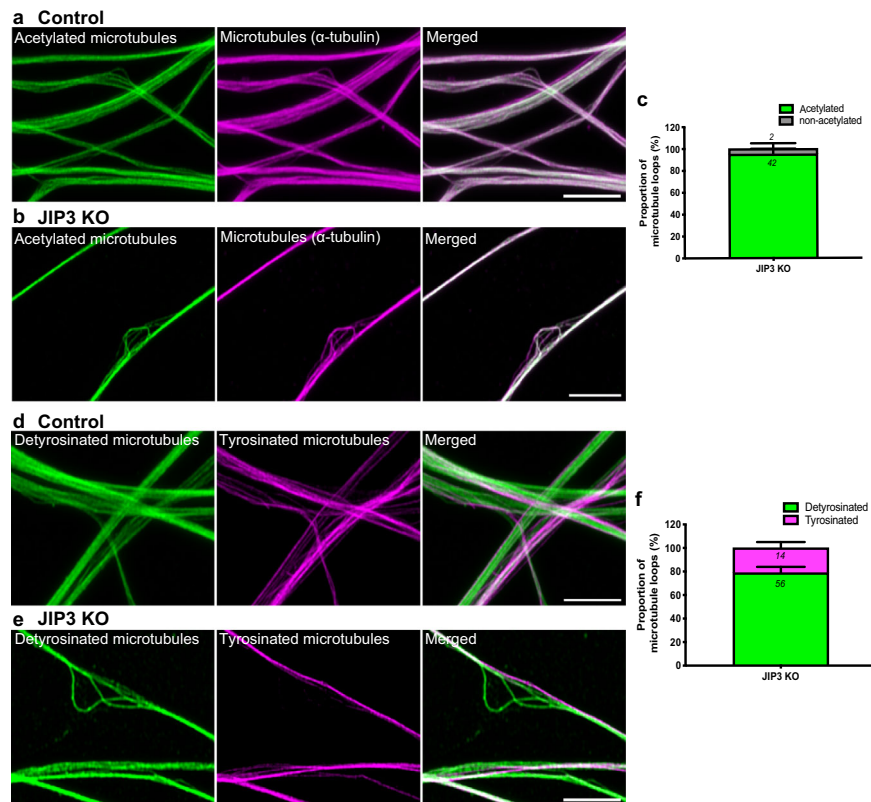 a Control
Acetylated microtubules
Microtubules (α-tubulin)
Merged
b JIP3 KO
Acetylated microtubules
Microtubules (α-tubulin)
Merged
c
Acetylated
non-acetylated
Proportion of
microtubule loops (%)
120
100
80
60
40
20
0
2
42
JIP3 KO
d Control
Detyrosinated microtubules
Tyrosinated microtubules
Merged
e JIP3 KO
Detyrosinated microtubules
Tyrosinated microtubules
Merged
f
Detyrosinated
Tyrosinated
Proportion of
microtubule loops (%)
120
100
80
60
40
20
0
14
56
JIP3 KO